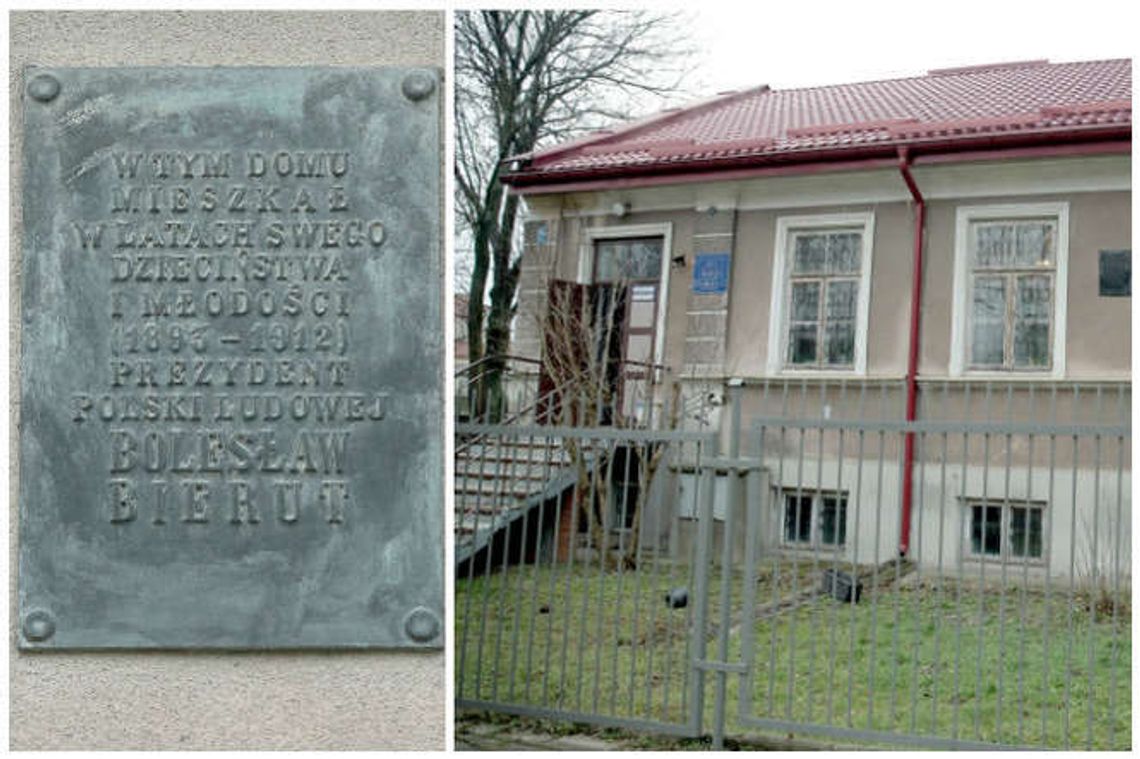 W TYM DOMU
MIESZKAŁ
W LATACH SWEGO
DZIECIŃSTWA
I MŁODOŚCI
(1893 – 1912)
PREZYDENT
POLSKI LUDOWEJ
BOLESŁAW
BIERUT